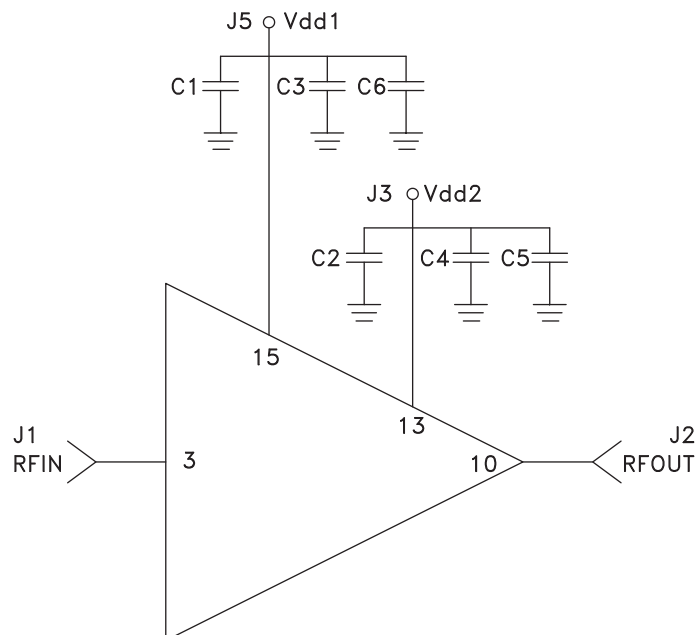 J5 Vdd1
C1 C3 C6
J3 Vdd2
C2 C4 C5
15
13
J1
RFIN
3
10
J2
RFOUT